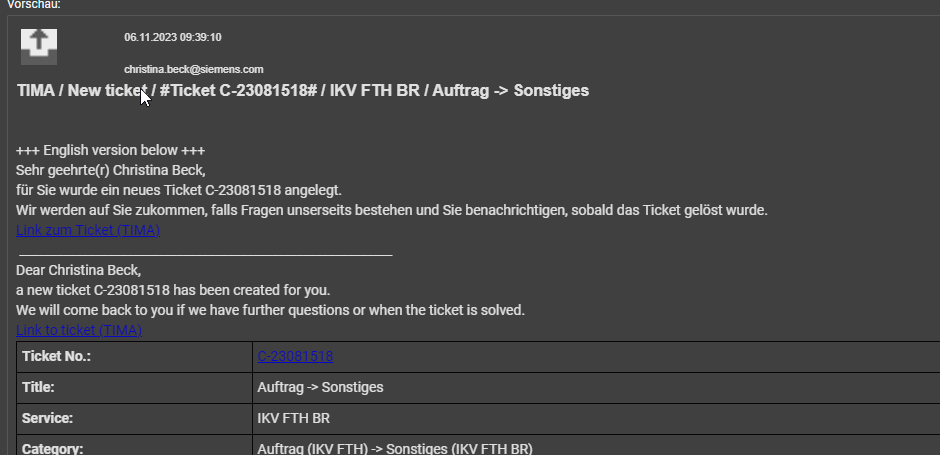 Vorschau:
06.11.2023 09:39:10
christina.beck@siemens.com
TIMA / New ticket / #Ticket C-23081518# / IKV FTH BR / Auftrag -> Sonstiges
+++ English version below +++
Sehr geehrte(r) Christina Beck,
für Sie wurde ein neues Ticket C-23081518 angelegt.
Wir werden auf Sie zukommen, falls Fragen unsererseits bestehen und Sie benachrichtigen, sobald das Ticket gelöst wurde.
Link zum Ticket (TIMA)
Dear Christina Beck,
a new ticket C-23081518 has been created for you.
We will come back to you if we have further questions or when the ticket is solved.
Link to ticket (TIMA)
Ticket No.: C-23081518
Title: Auftrag -> Sonstiges
Service: IKV FTH BR
Category: Auftrag (IKV FTH) -> Sonstiges (IKV FTH BR)